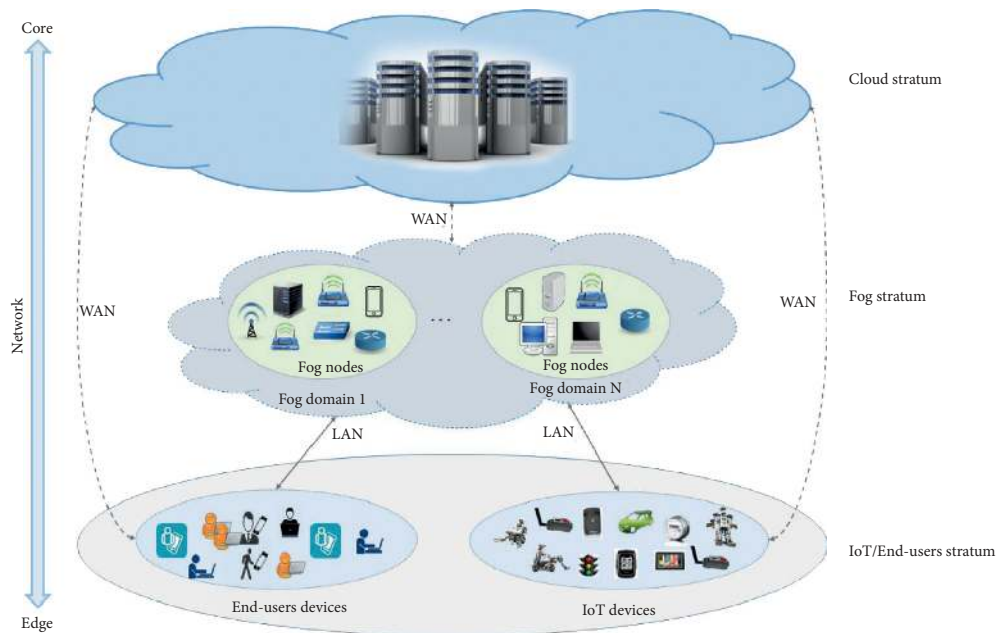 Core
Cloud stratum
WAN
Network
WAN
WAN
Fog stratum
...
Fog nodes
Fog nodes
Fog domain 1
Fog domain N
LAN
LAN
IoT/End-users stratum
End-users devices
IoT devices
Edge